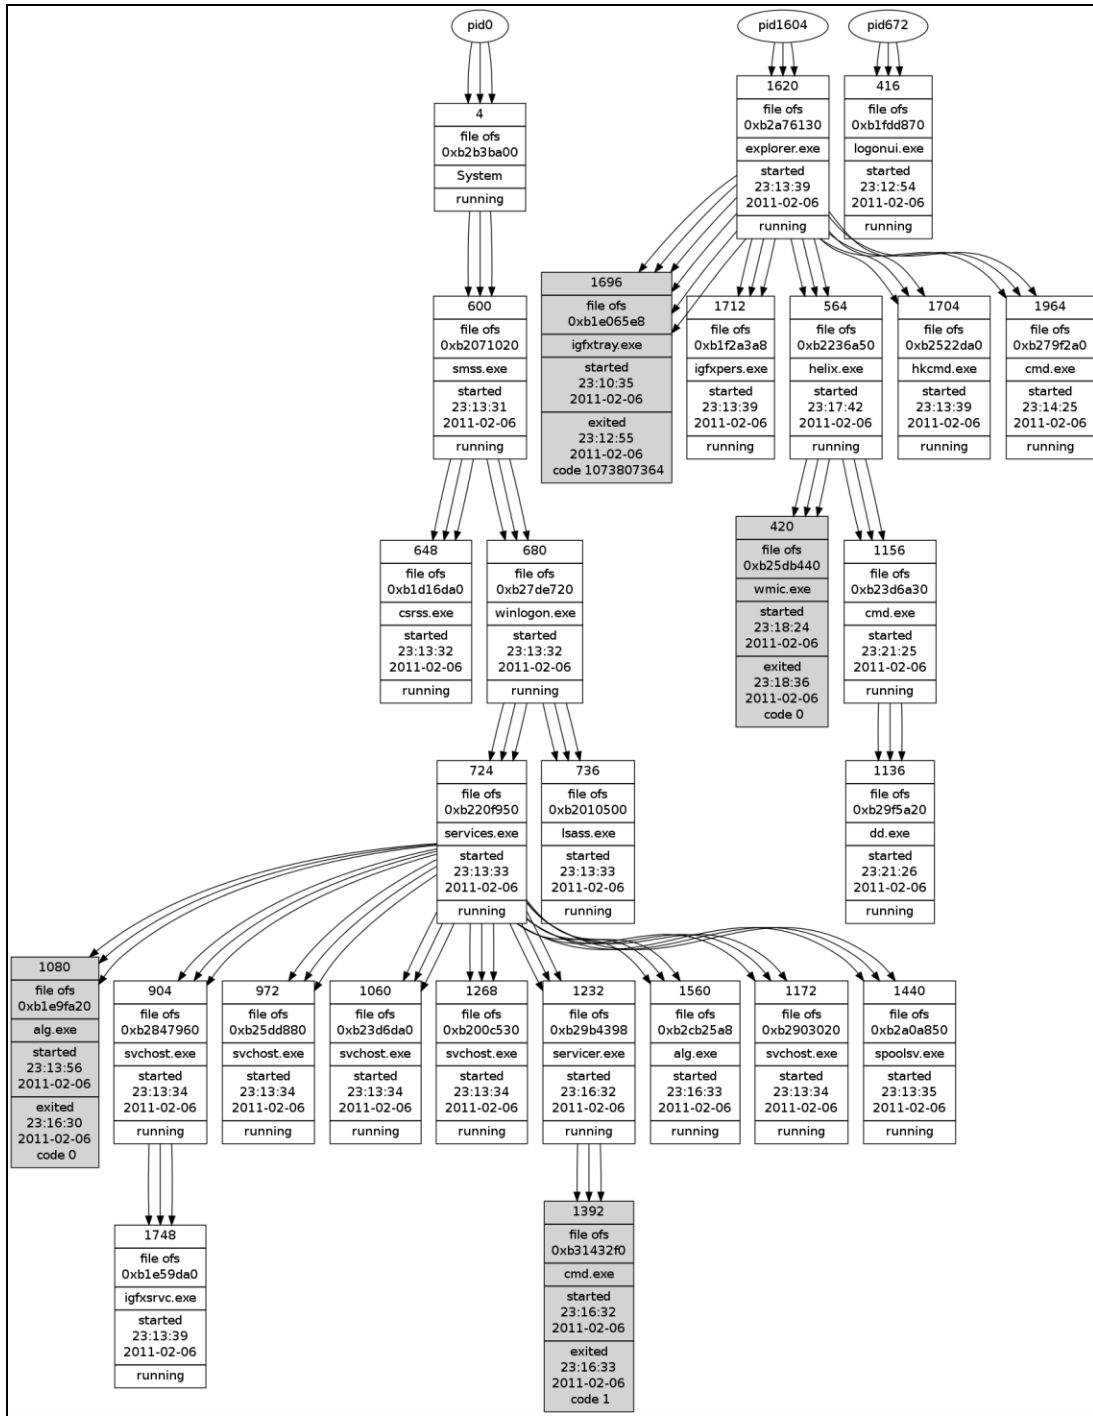 pid0
pid1604
pid672
4
file ofs
0xb2b3ba00
System
running
1620
file ofs
0xb2a76130
explorer.exe
started
23:13:39
2011-02-06
running
416
file ofs
0xb1fdd870
logonui.exe
started
23:12:54
2011-02-06
running
600
file ofs
0xb2071020
smss.exe
started
23:13:31
2011-02-06
running
1696
file ofs
0xb1e065e8
igfxtray.exe
started
23:10:35
2011-02-06
exited
23:12:55
2011-02-06
code 1073807364
1712
file ofs
0xb1f2a3a8
igfxpers.exe
started
23:13:39
2011-02-06
running
564
file ofs
0xb2236a50
helix.exe
started
23:17:42
2011-02-06
running
1704
file ofs
0xb2522da0
hkcmd.exe
started
23:13:39
2011-02-06
running
1964
file ofs
0xb279f2a0
cmd.exe
started
23:14:25
2011-02-06
running
648
file ofs
0xb1d16da0
csrss.exe
started
23:13:32
2011-02-06
running
680
file ofs
0xb27de720
winlogon.exe
started
23:13:32
2011-02-06
running
420
file ofs
0xb25db440
wmic.exe
started
23:18:24
2011-02-06
exited
23:18:36
2011-02-06
code 0
1156
file ofs
0xb23d6a30
cmd.exe
started
23:21:25
2011-02-06
running
724
file ofs
0xb220f950
services.exe
started
23:13:33
2011-02-06
running
736
file ofs
0xb2010500
lsass.exe
started
23:13:33
2011-02-06
running
1136
file ofs
0xb29f5a20
dd.exe
started
23:21:26
2011-02-06
running
1080
file ofs
0xb1e9fa20
alg.exe
started
23:13:56
2011-02-06
exited
23:16:30
2011-02-06
code 0
904
file ofs
0xb2847960
svchost.exe
started
23:13:34
2011-02-06
running
972
file ofs
0xb25dd880
svchost.exe
started
23:13:34
2011-02-06
running
1060
file ofs
0xb23d6da0
svchost.exe
started
23:13:34
2011-02-06
running
1268
file ofs
0xb200c530
svchost.exe
started
23:13:34
2011-02-06
running
1232
file ofs
0xb29b4398
servicer.exe
started
23:16:32
2011-02-06
running
1560
file ofs
0xb2cb25a8
alg.exe
started
23:16:33
2011-02-06
running
1172
file ofs
0xb2903020
svchost.exe
started
23:13:34
2011-02-06
running
1440
file ofs
0xb2a0a850
spoolsv.exe
started
23:13:35
2011-02-06
running
1748
file ofs
0xb1e59da0
igfxsrvc.exe
started
23:13:39
2011-02-06
running
1392
file ofs
0xb31432f0
cmd.exe
started
23:16:32
2011-02-06
exited
23:16:33
2011-02-06
code 1